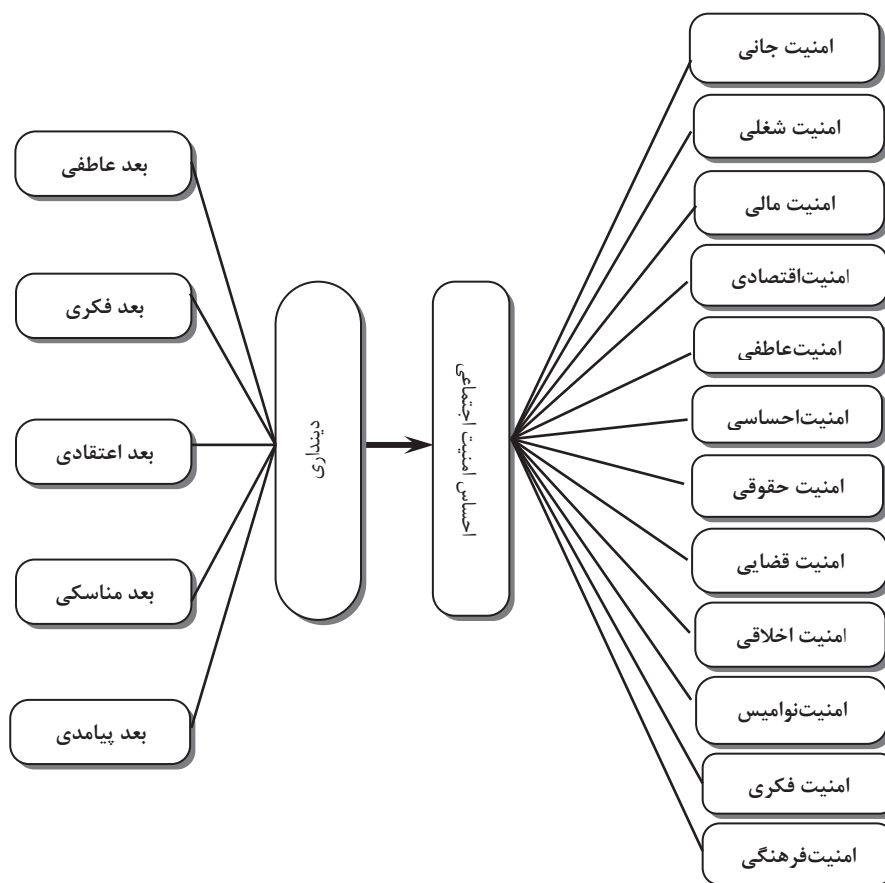 امنیت جانی
امنیت شغلی
امنیت مالی
امنیت‌اقتصادی
امنیت‌عاطفی
امنیت‌احساسی
امنیت حقوقی
امنیت قضایی
امنیت اخلاقی
امنیت‌نوامیس
امنیت فکری
امنیت‌فرهنگی
احساس امنیت اجتماعی
دینداری
بعد عاطفی
بعد فکری
بعد اعتقادی
بعد مناسکی
بعد پیامدی